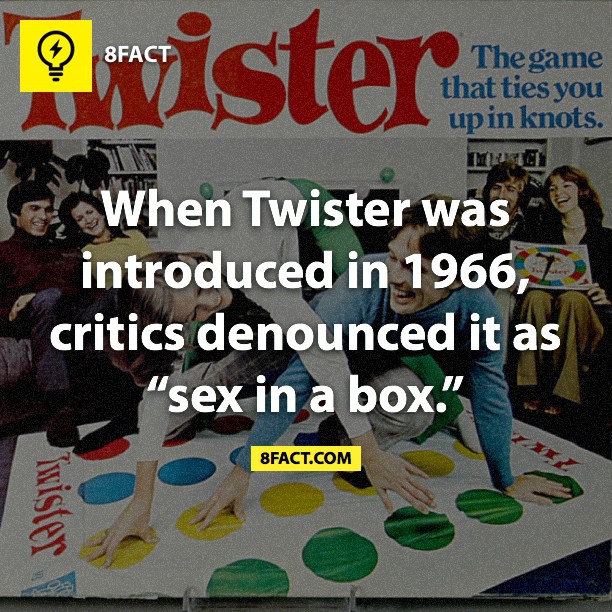 8FACT
Twister
The game
that ties you
up in knots.
When Twister was
introduced in 1966,
critics denounced it as
“sex in a box.”
8FACT.COM
Twister
Twister